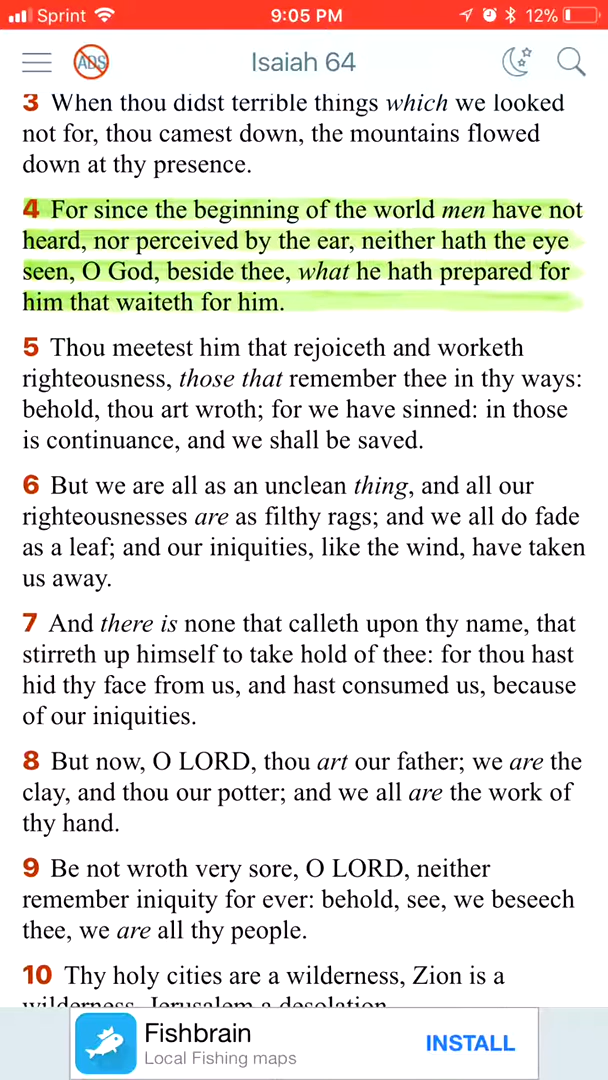 Sprint 9:05 PM 12%
ADS Isaiah 64
3 When thou didst terrible things which we looked
not for, thou camest down, the mountains flowed
down at thy presence.
4 For since the beginning of the world men have not
heard, nor perceived by the ear, neither hath the eye
seen, O God, beside thee, what he hath prepared for
him that waiteth for him.
5 Thou meetest him that rejoiceth and worketh
righteousness, those that remember thee in thy ways:
behold, thou art wroth; for we have sinned: in those
is continuance, and we shall be saved.
6 But we are all as an unclean thing, and all our
righteousnesses are as filthy rags; and we all do fade
as a leaf; and our iniquities, like the wind, have taken
us away.
7 And there is none that calleth upon thy name, that
stirreth up himself to take hold of thee: for thou hast
hid thy face from us, and hast consumed us, because
of our iniquities.
8 But now, O LORD, thou art our father; we are the
clay, and thou our potter; and we all are the work of
thy hand.
9 Be not wroth very sore, O LORD, neither
remember iniquity for ever: behold, see, we beseech
thee, we are all thy people.
10 Thy holy cities are a wilderness, Zion is a
wilderness, Jerusalem a desolation
Fishbrain
Local Fishing maps
INSTALL